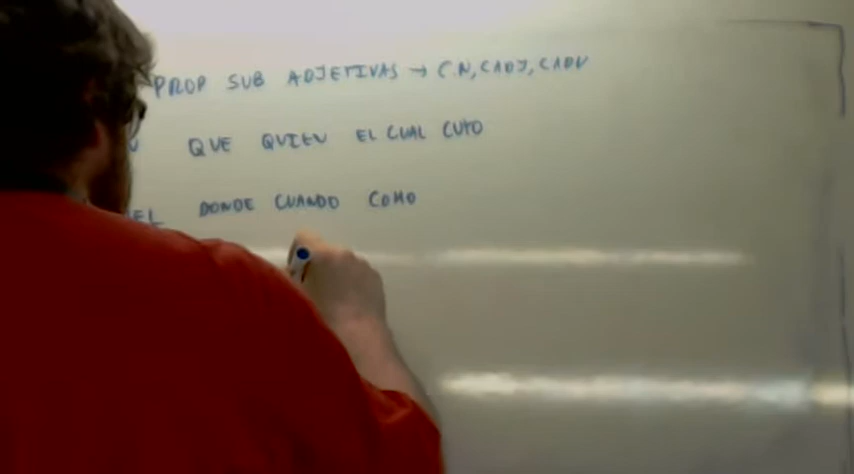 PROP SUB ADJETIVAS → C.N, CADJ, CADV
QUE QUIEN EL CUAL CUYO
DONDE CUANDO COMO